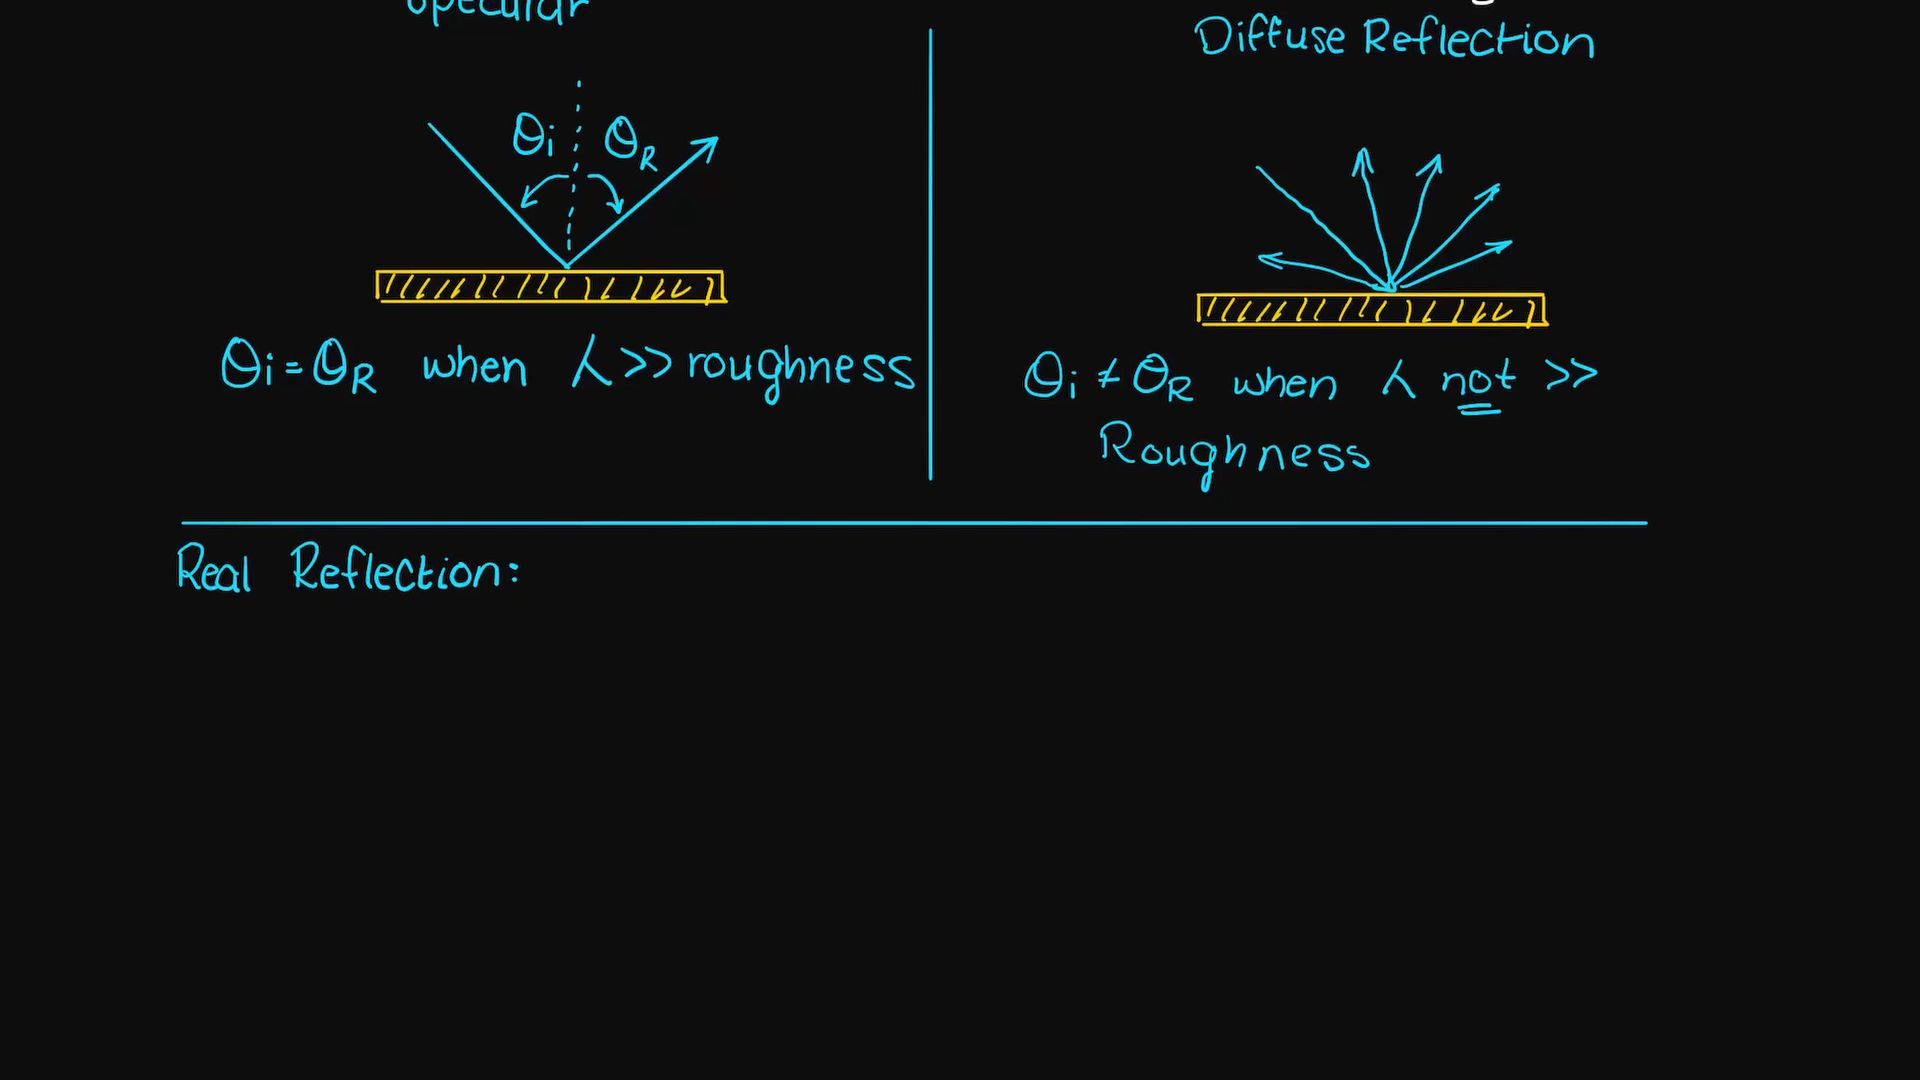 Specular
Diffuse Reflection
θi θR
θi = θR when λ >> roughness
θi ≠ θR when λ not >>
Roughness
Real Reflection: